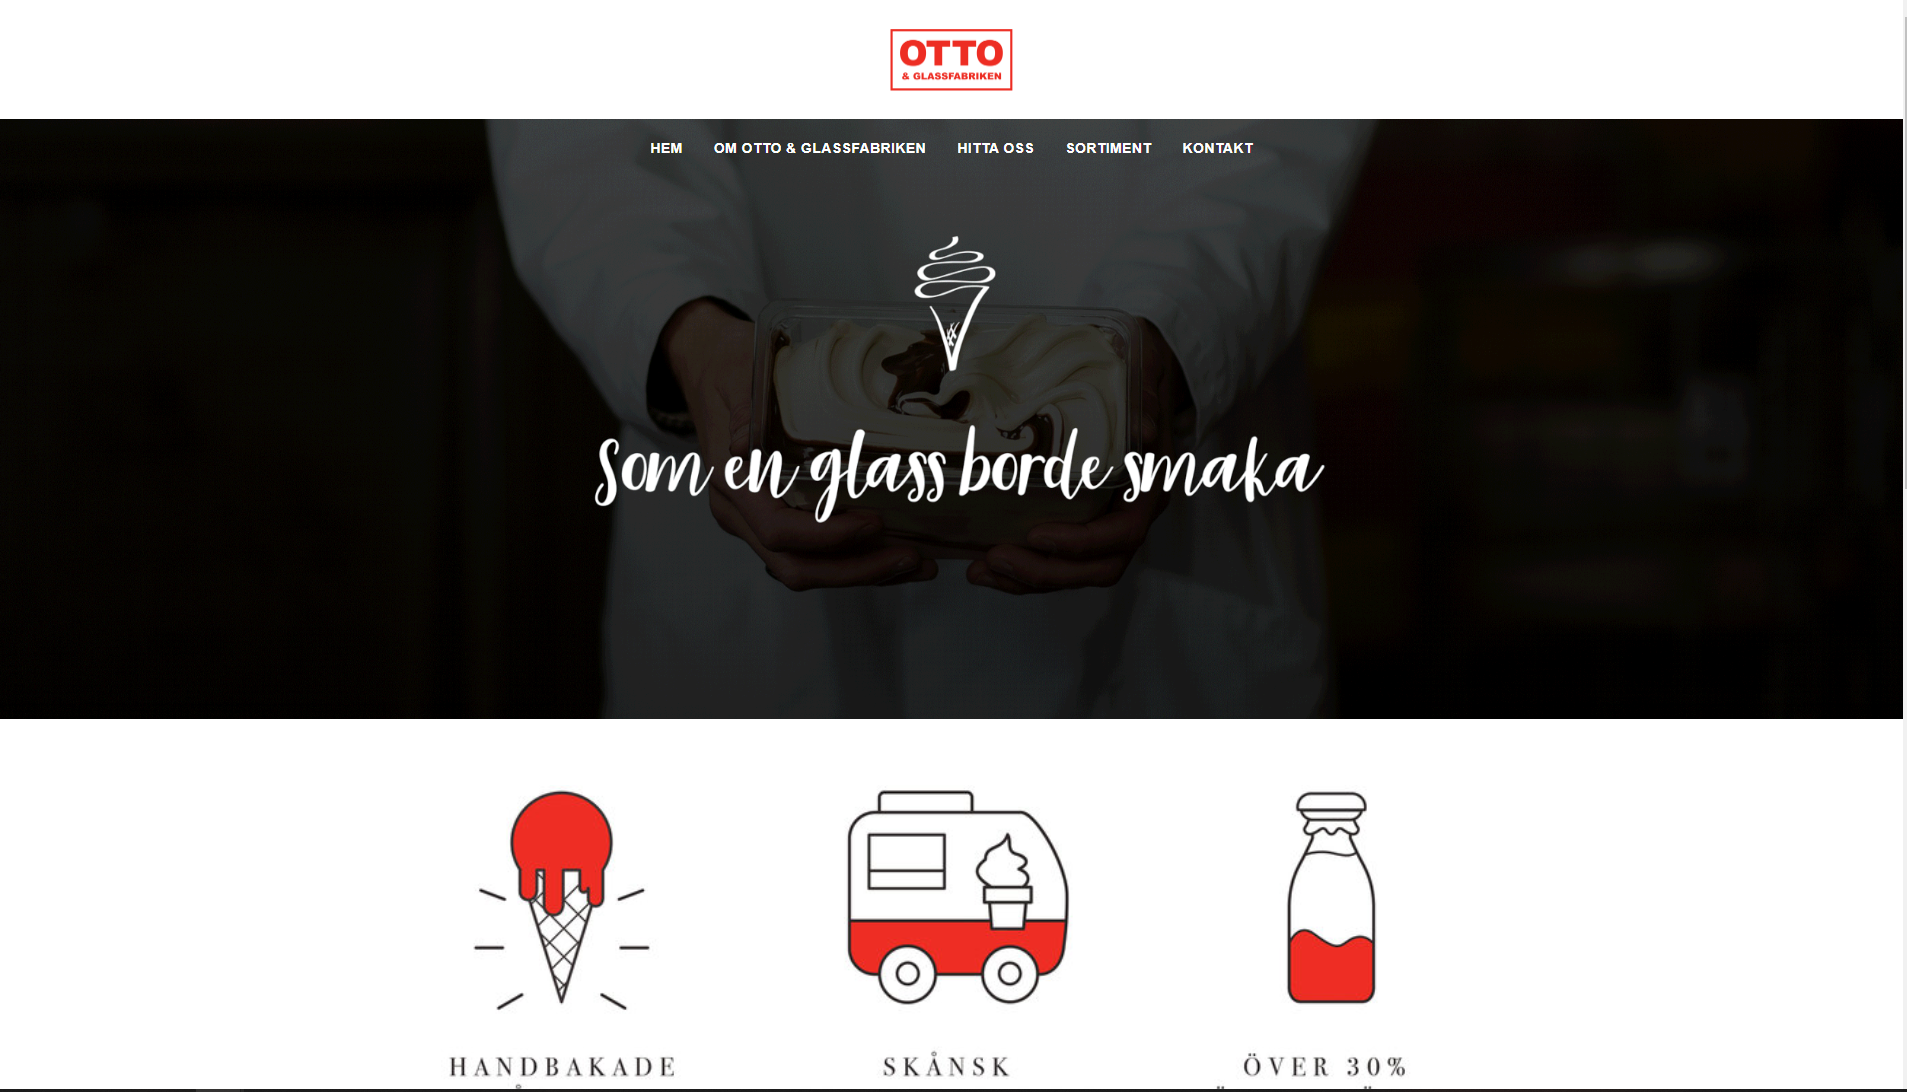 OTTO
& GLASSFABRIKEN
HEM OM OTTO & GLASSFABRIKEN HITTA OSS SORTIMENT KONTAKT
Som en glass borde smaka
HANDBAKADE SKÅNSK ÖVER 30%